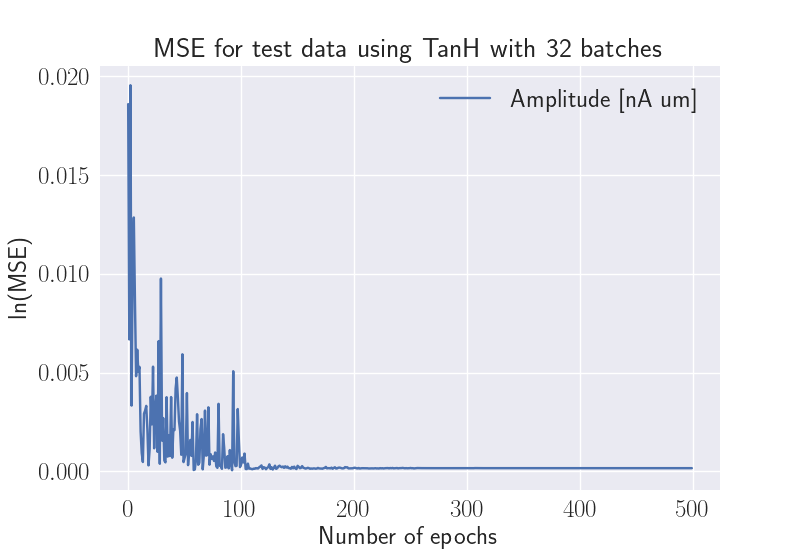 MSE for test data using TanH with 32 batches
Amplitude [nA um]
0.020
0.015
0.010
0.005
0.000
ln(MSE)
0 100 200 300 400 500
Number of epochs